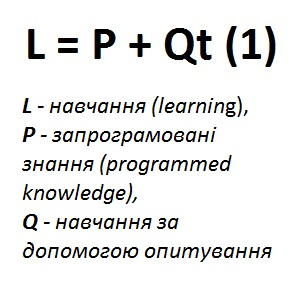 L = P + Qt (1)
L - навчання (learning),
P - запрограмовані
знання (programmed
knowledge),
Q - навчання за
допомогою опитування